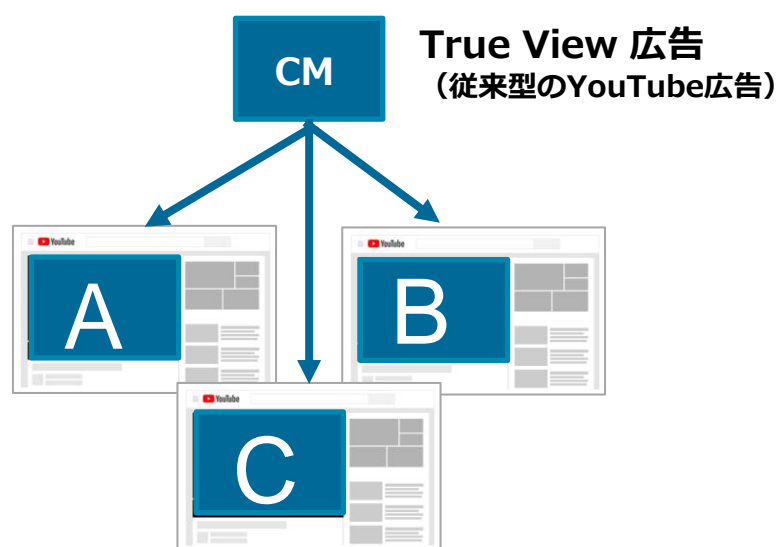 CM
True View 広告
（従来型のYouTube広告）
YouTube
A
YouTube
B
YouTube
C